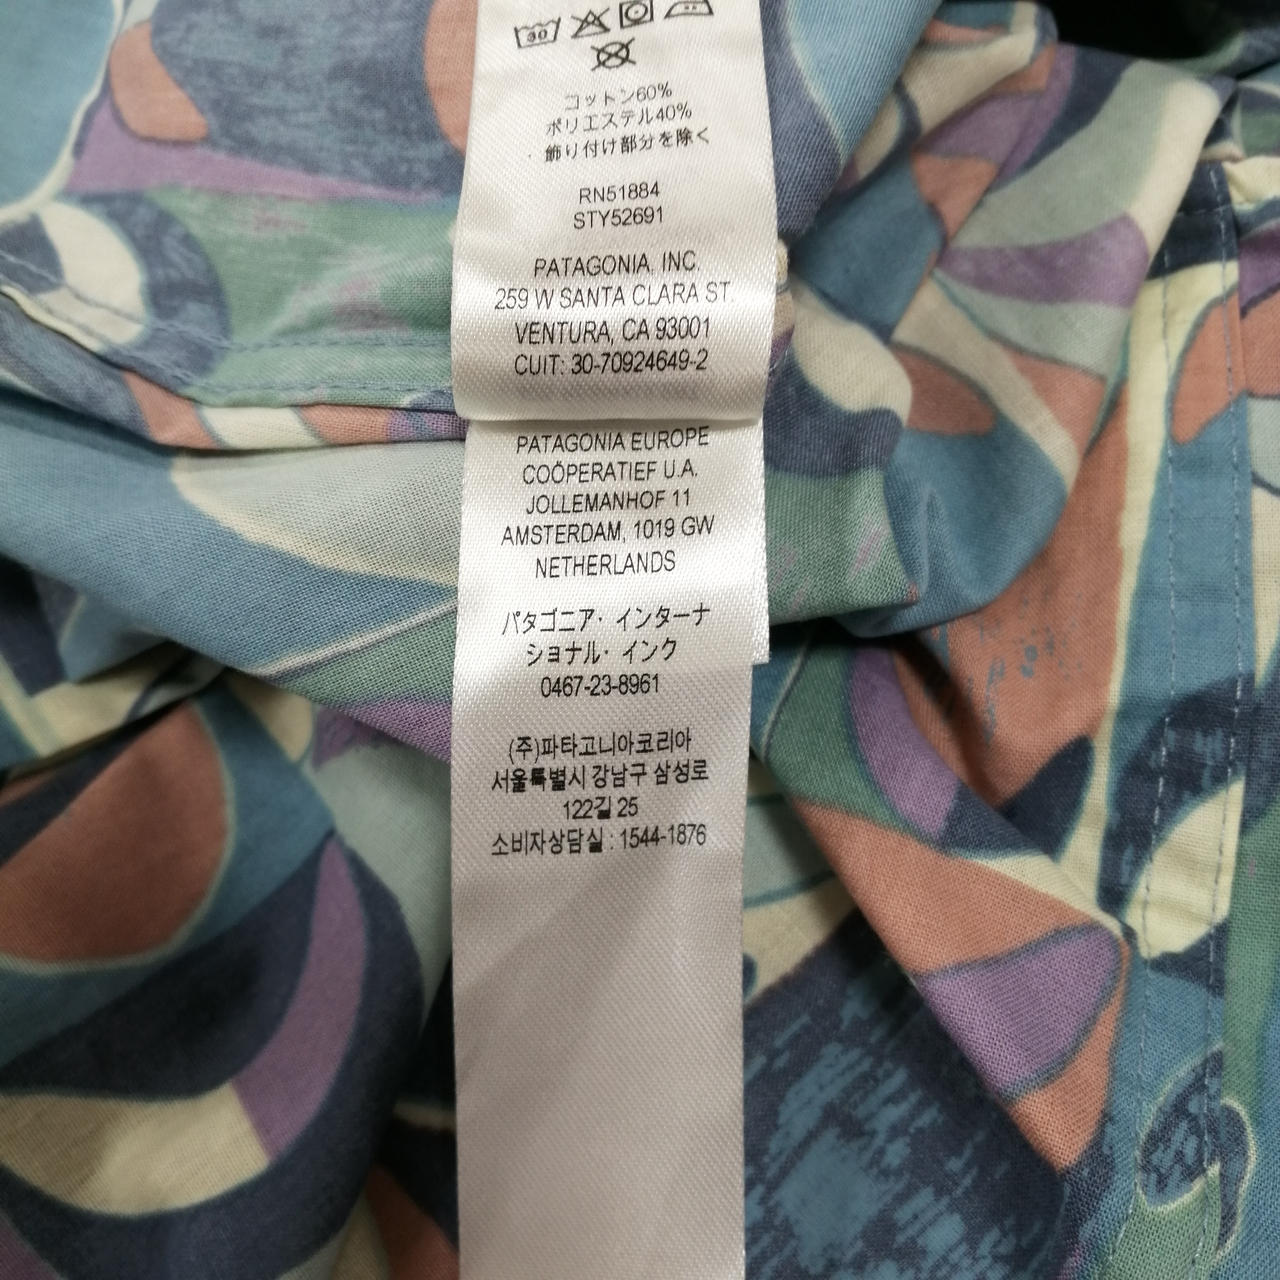 30
コットン60%
ポリエステル40%
飾り付け部分を除く
RN51884
STY52691
PATAGONIA, INC.
259 W SANTA CLARA ST.
VENTURA, CA 93001
CUIT: 30-70924649-2
PATAGONIA EUROPE
COÖPERATIEF U.A.
JOLLEMANHOF 11
AMSTERDAM, 1019 GW
NETHERLANDS
パタゴニア・インターナ
ショナル・インク
0467-23-8961
(주)파타고니아코리아
서울특별시 강남구 삼성로
122길 25
소비자상담실 : 1544-1876